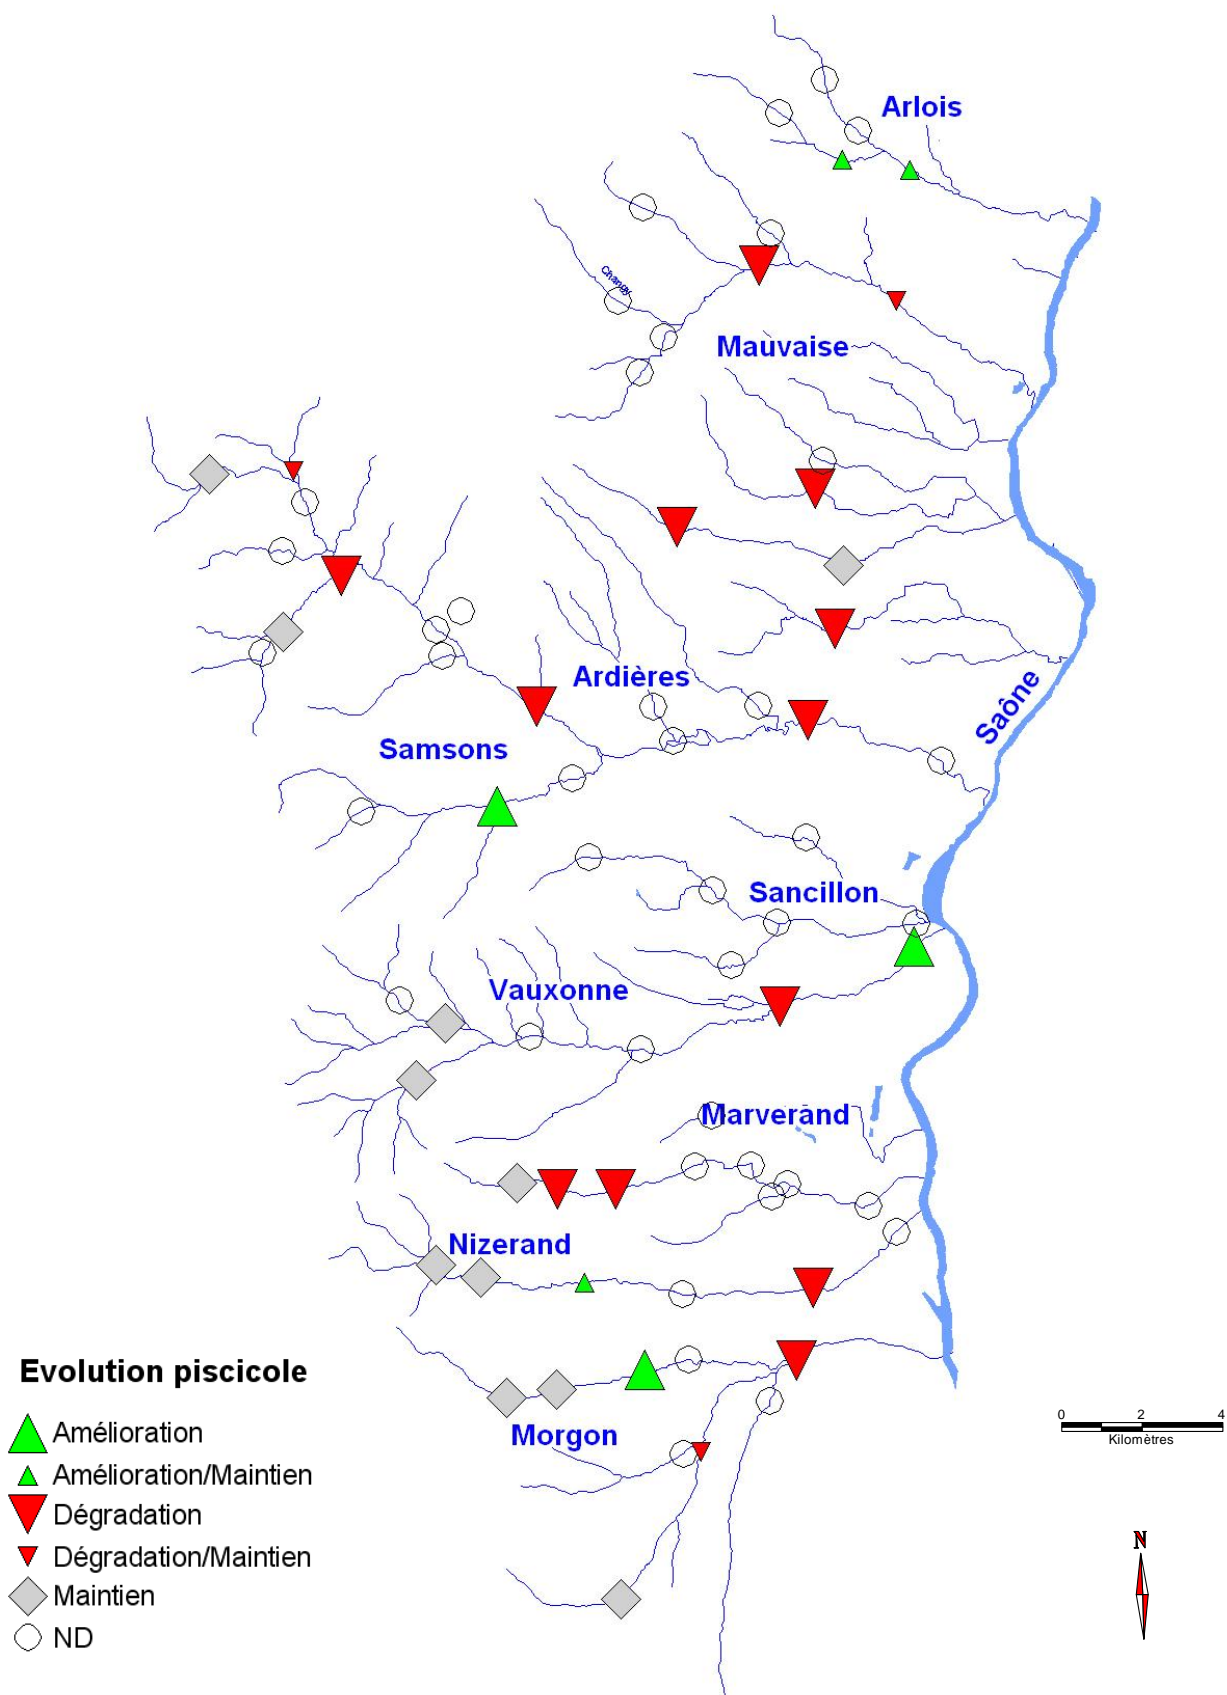 Arlois
Changy
Mauvaise
Ardières
Saône
Samsons
Sancillon
Vauxonne
Marverand
Nizerand
Morgon
Evolution piscicole
Amélioration
Amélioration/Maintien
Dégradation
Dégradation/Maintien
Maintien
ND
0 2 4
Kilomètres
N